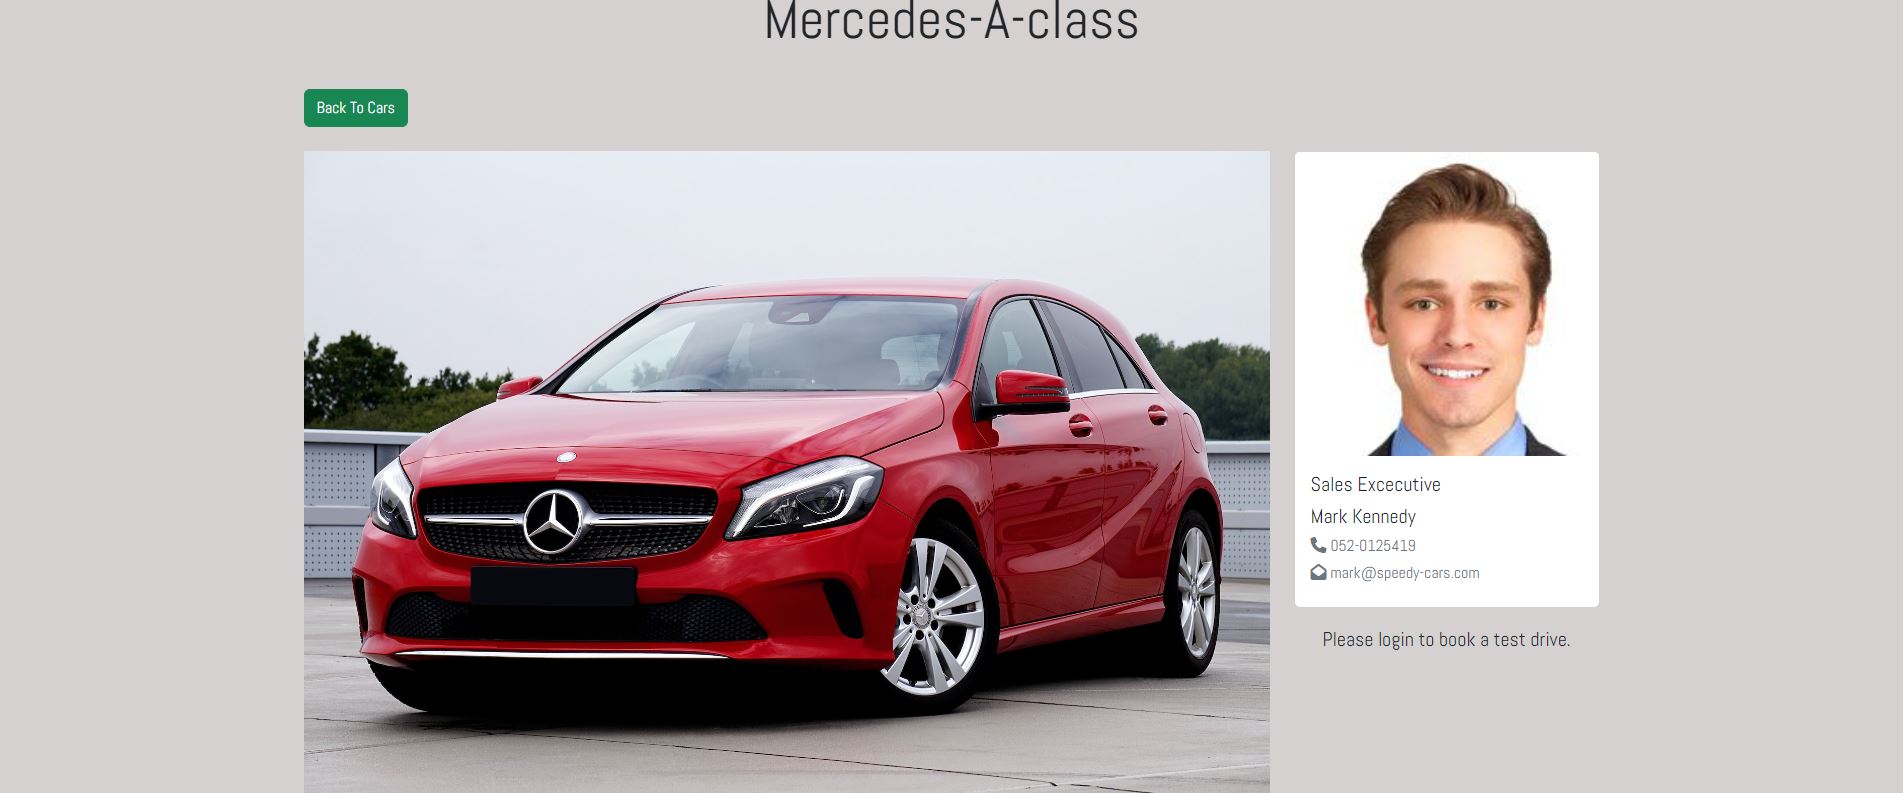 Mercedes-A-class
Back To Cars
Sales Excecutive
Mark Kennedy
052-0125419
mark@speedy-cars.com
Please login to book a test drive.